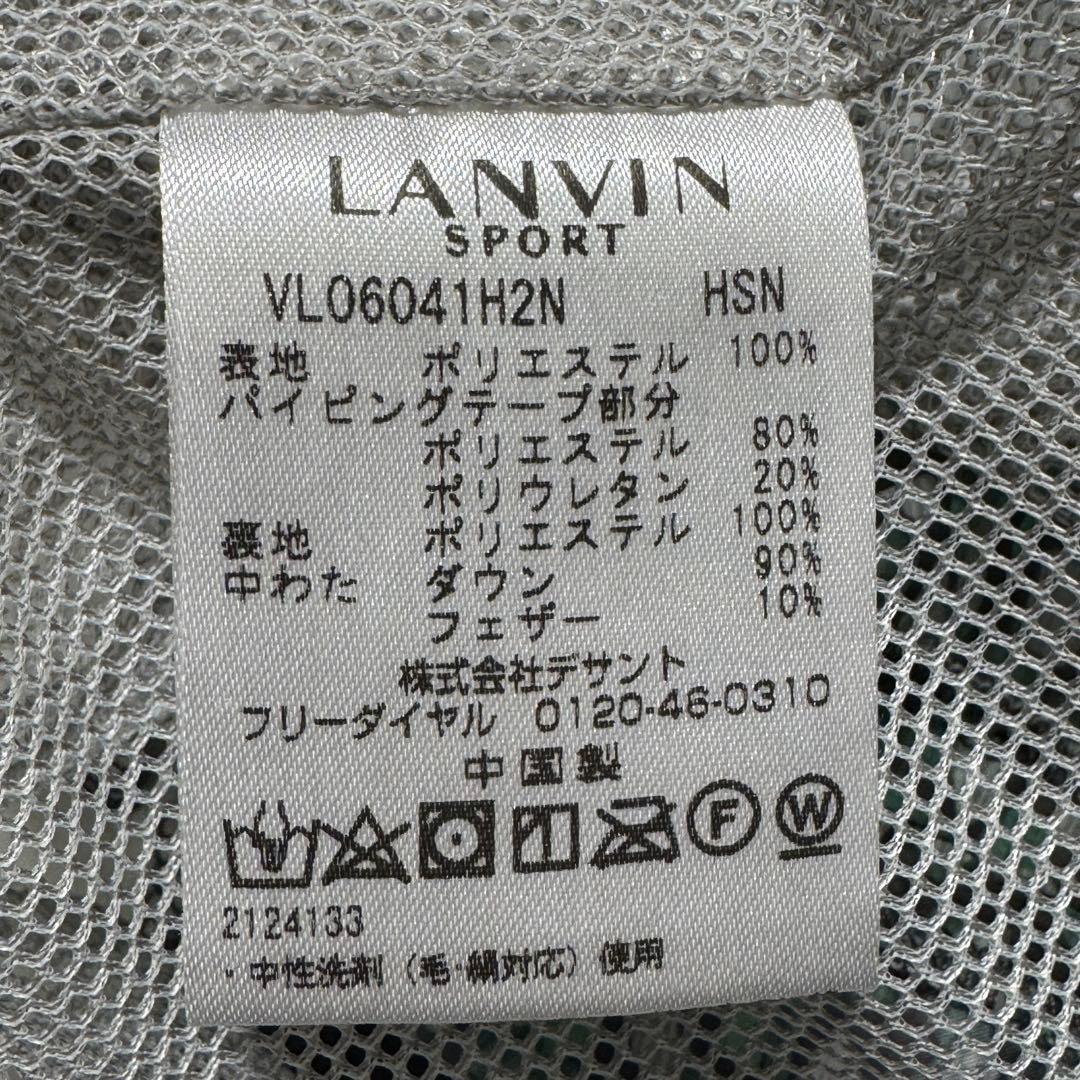 LANVIN
SPORT
VL06041H2N HSN
表地 ポリエステル 100%
パイピングテープ部分
ポリエステル 80%
ポリウレタン 20%
裏地 ポリエステル 100%
中わた ダウン 90%
フェザー 10%
株式会社デサント
フリーダイヤル 0120-46-0310
中国製
F W
2124133
・中性洗剤（毛・絹対応）使用